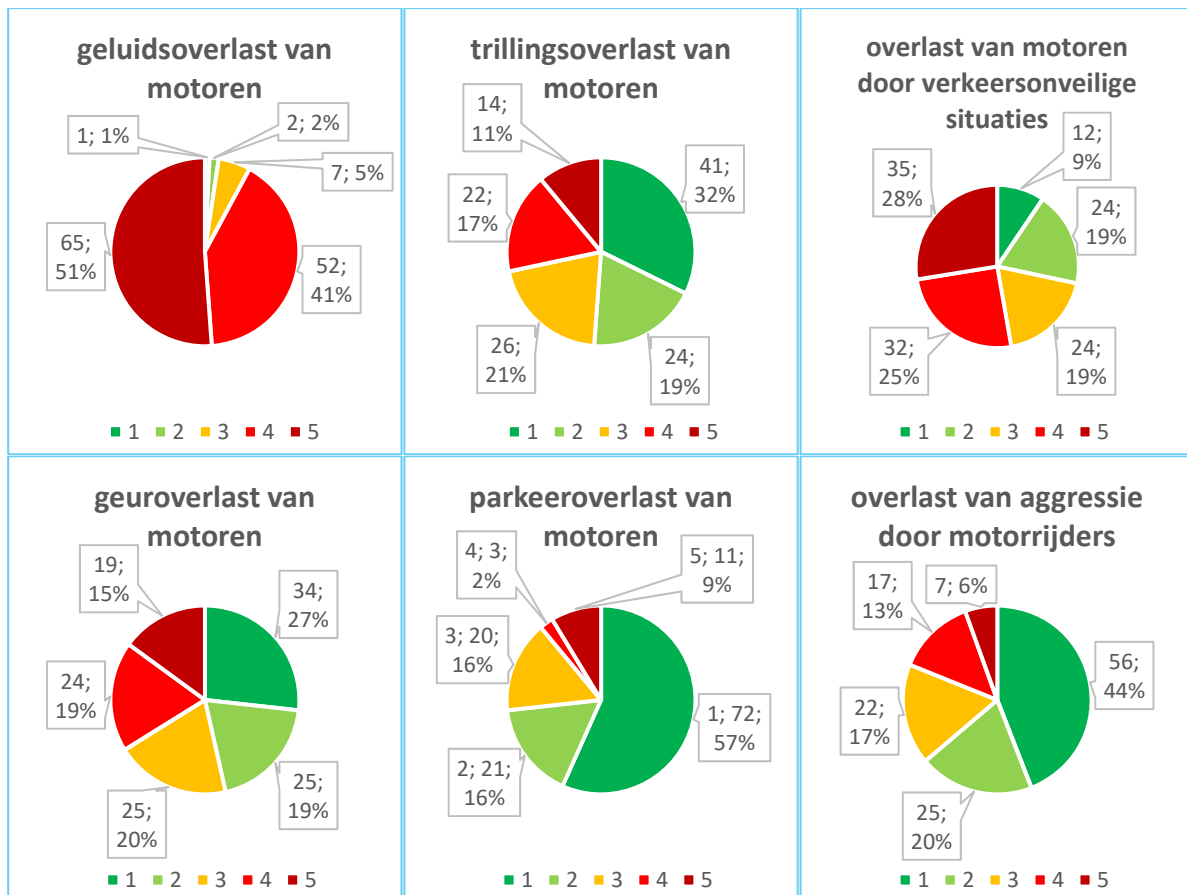 geluidsoverlast van
motoren
1; 1%
2; 2%
7; 5%
65;
51%
52;
41%
1 2 3 4 5
trillingsoverlast van
motoren
14;
11%
41;
32%
22;
17%
26;
21%
24;
19%
1 2 3 4 5
overlast van motoren
door verkeersonveilige
situaties
12;
9%
35;
28%
24;
19%
32;
25%
24;
19%
1 2 3 4 5
geuroverlast van
motoren
19;
15%
34;
27%
24;
19%
25;
20%
25;
19%
1 2 3 4 5
parkeeroverlast van
motoren
4; 3;
2%
5; 11;
9%
3; 20;
16%
1; 72;
57%
2; 21;
16%
1 2 3 4 5
overlast van aggressie
door motorrijders
17;
13%
7; 6%
56;
44%
22;
17%
25;
20%
1 2 3 4 5